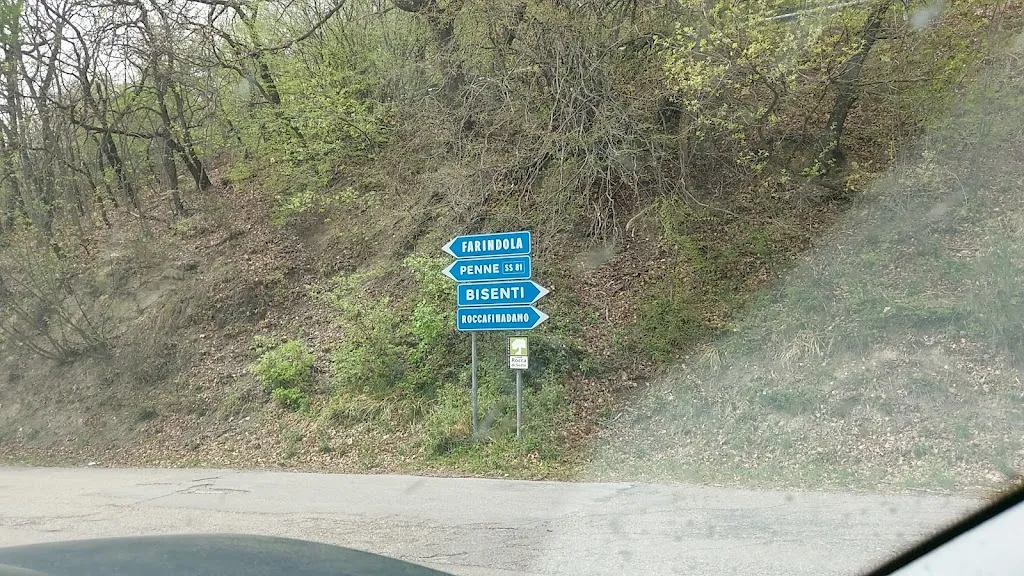 FARINDOLA
PENNE SS 81
BISENTI
ROCCAFINADAMO
Rocca